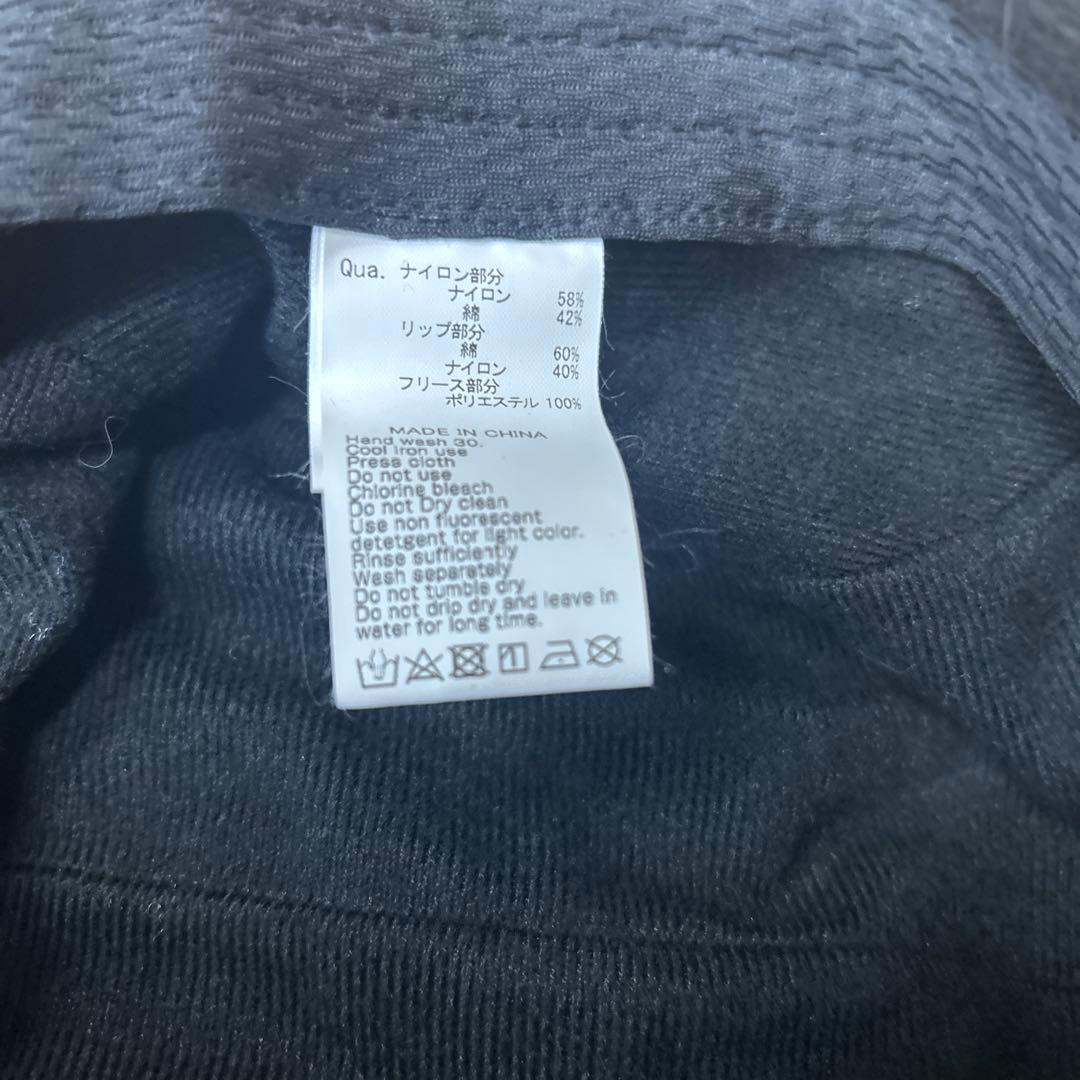 Qua. ナイロン部分
ナイロン 58%
綿 42%
リップ部分
綿 60%
ナイロン 40%
フリース部分
ポリエステル 100%
MADE IN CHINA
Hand wash 30.
Cool iron use
Press cloth
Do not use
Chlorine bleach
Do not Dry clean
Use non fluorescent
detetgent for light color.
Rinse sufficiently
Wash separately
Do not tumble dry
Do not drip dry and leave in
water for long time.